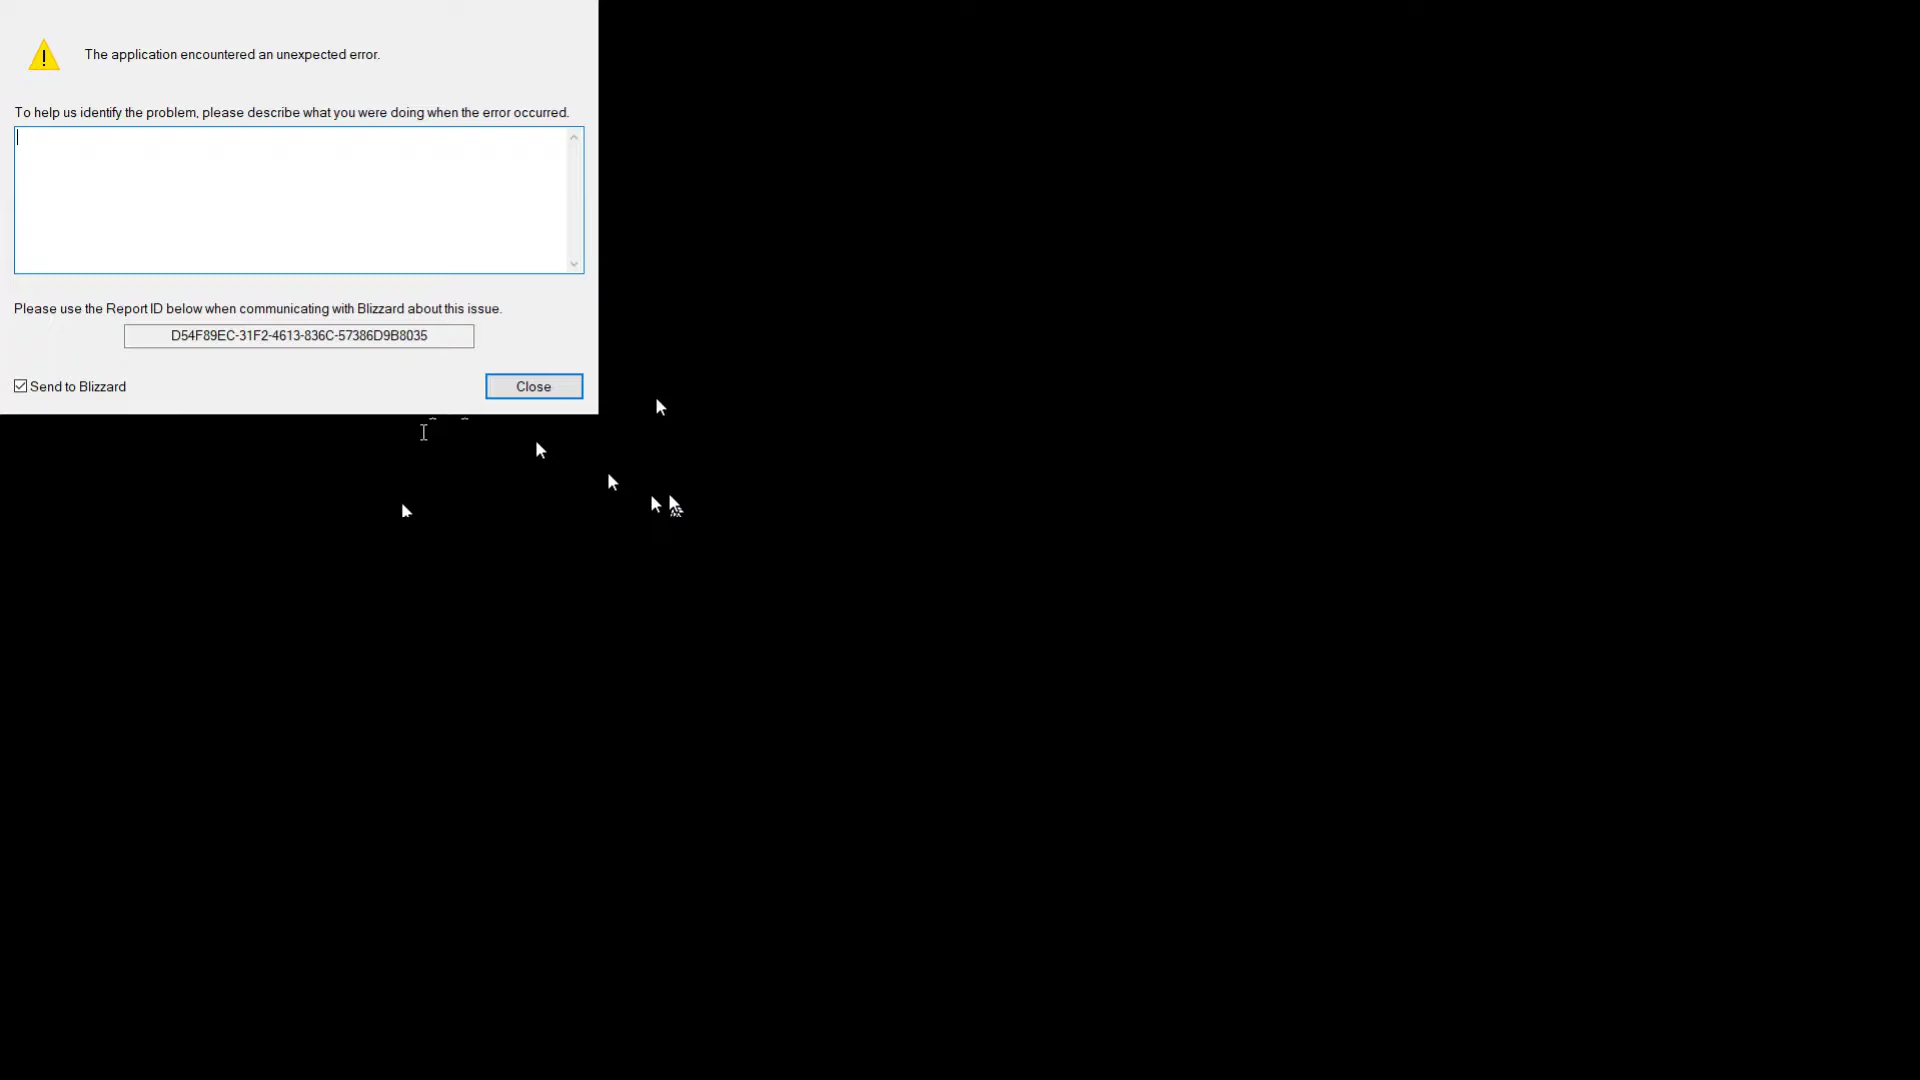 The application encountered an unexpected error.
To help us identify the problem, please describe what you were doing when the error occurred.
Please use the Report ID below when communicating with Blizzard about this issue.
D54F89EC-31F2-4613-836C-57386D9B8035
Send to Blizzard
Close